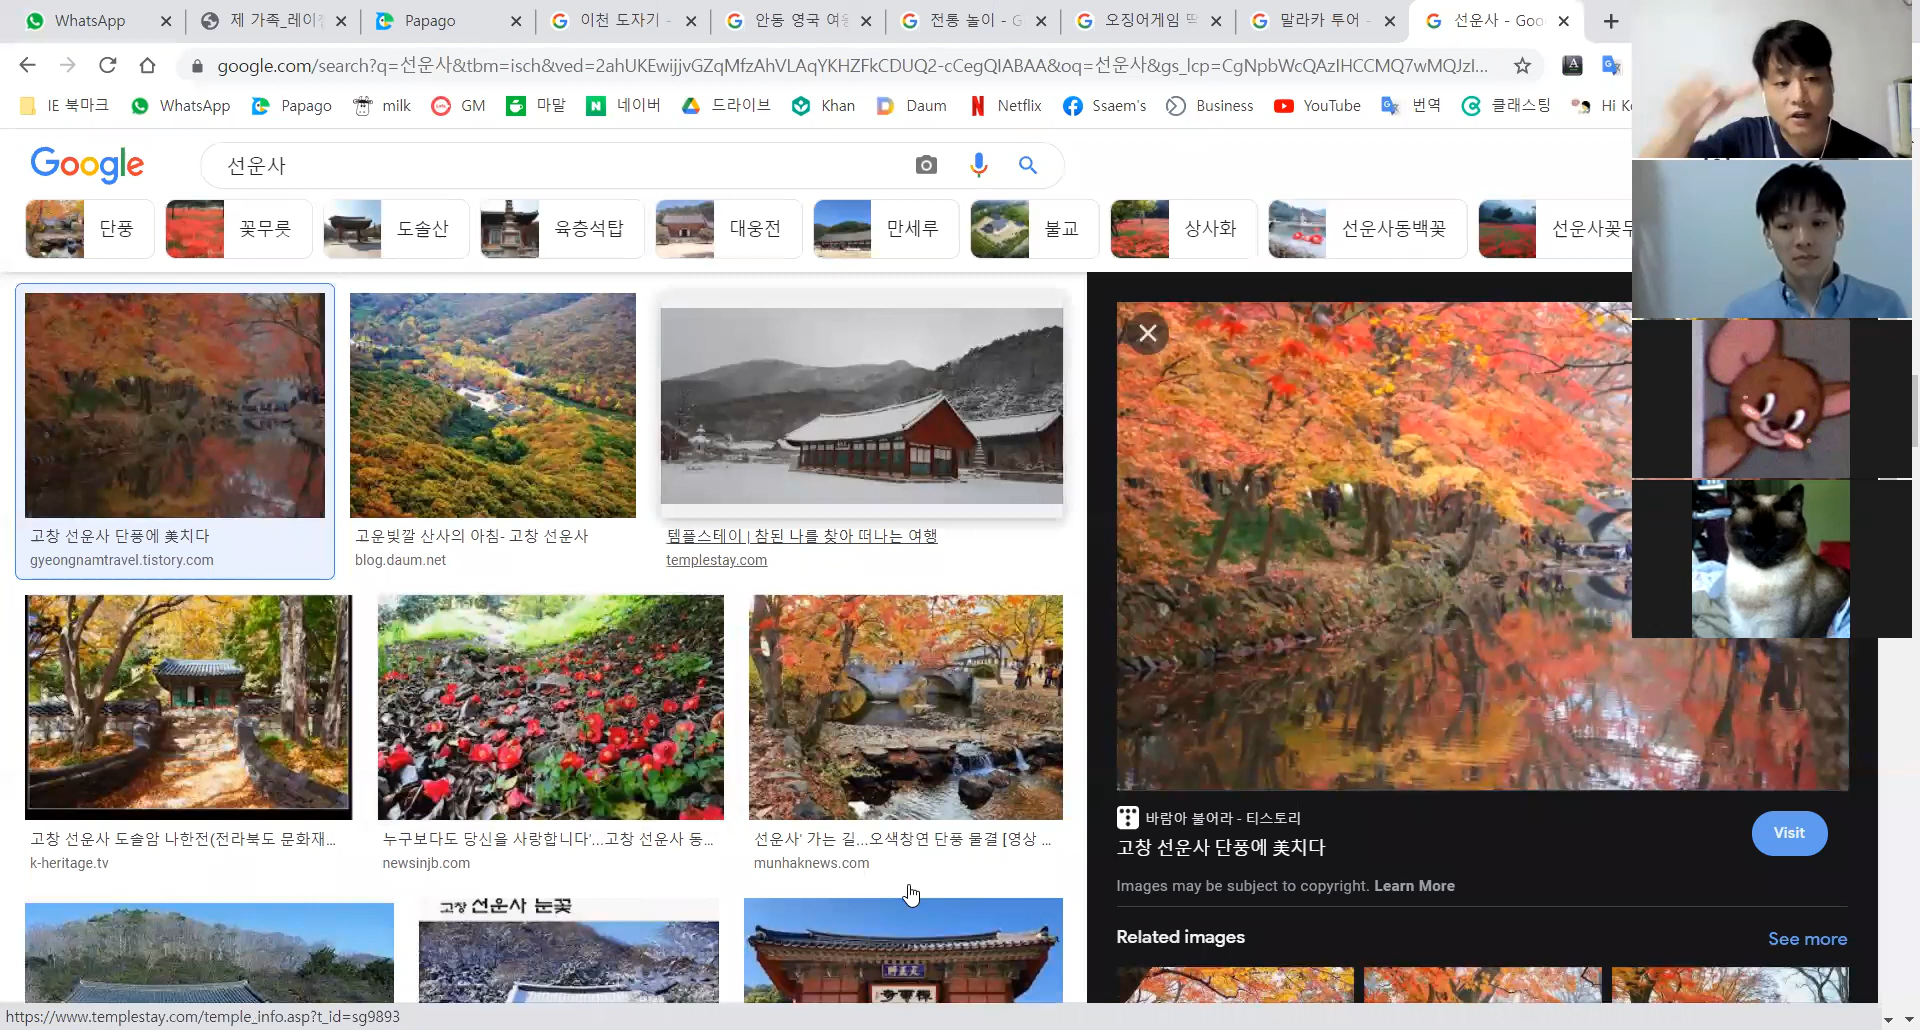 WhatsApp
제 가족_레이
Papago
이천 도자기 -
안동 영국 여
전통 놀이 - G
오징어게임
말라카 투어 -
선운사 - Goo
google.com/search?q=선운사&tbm=isch&ved=2ahUKEwijjvGZqMfzAhVLAqYKHZFkCDUQ2-cCegQIABAA&oq=선운사&gs_lcp=CgNpbWcQAzIHCCMQ7wMQJzI...
IE 북마크
WhatsApp
Papago
milk
GM
마말
네이버
드라이브
Khan
Daum
Netflix
Ssaem's
Business
YouTube
번역
클래스팅
Hi K
Google
선운사
단풍
꽃무릇
도솔산
육층석탑
대웅전
만세루
불교
상사화
선운사동백꽃
선운사꽃무
고창 선운사 단풍에 美치다
gyeongnamtravel.tistory.com
고운빛깔 산사의 아침- 고창 선운사
blog.daum.net
템플스테이 | 참된 나를 찾아 떠나는 여행
templestay.com
고창 선운사 도솔암 나한전(전라북도 문화재...
k-heritage.tv
누구보다도 당신을 사랑합니다'...고창 선운사 동...
newsinjb.com
선운사' 가는 길...오색창연 단풍 물결 [영상 ...
munhaknews.com
고창 선운사 눈꽃
바람아 불어라 - 티스토리
고창 선운사 단풍에 美치다
Visit
Images may be subject to copyright. Learn More
Related images
See more
https://www.templestay.com/temple_info.asp?t_id=sg9893